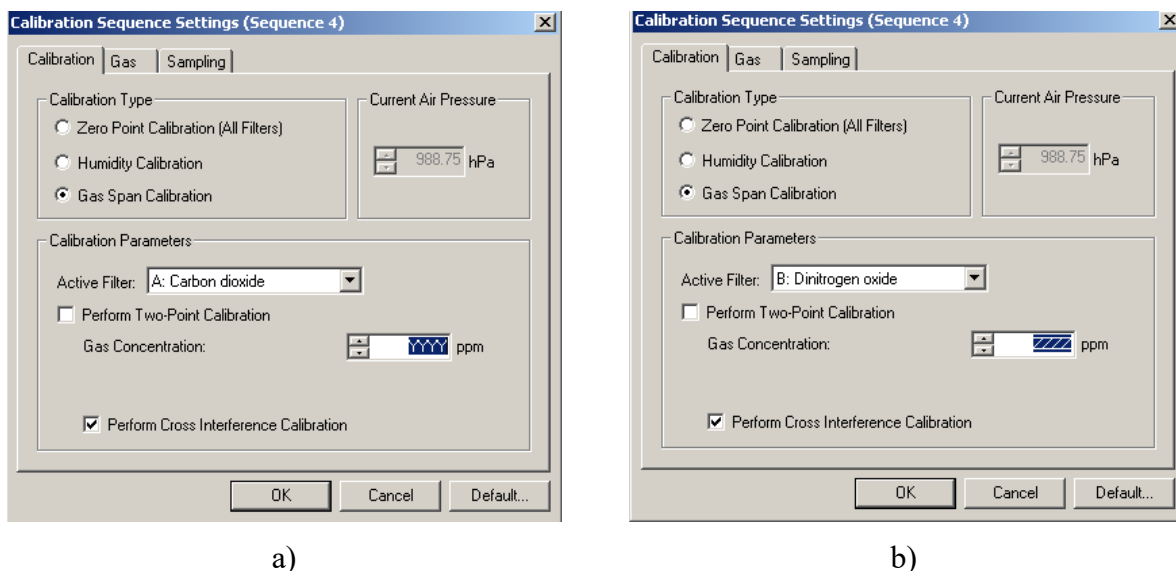 Calibration Sequence Settings (Sequence 4)
Calibration Gas Sampling
Calibration Type
Zero Point Calibration (All Filters)
Humidity Calibration
Gas Span Calibration
Current Air Pressure
988.75 hPa
Calibration Parameters
Active Filter: A: Carbon dioxide
Perform Two-Point Calibration
Gas Concentration: YYYY ppm
Perform Cross Interference Calibration
OK Cancel Default...
a)
Calibration Sequence Settings (Sequence 4)
Calibration Gas Sampling
Calibration Type
Zero Point Calibration (All Filters)
Humidity Calibration
Gas Span Calibration
Current Air Pressure
988.75 hPa
Calibration Parameters
Active Filter: B: Dinitrogen oxide
Perform Two-Point Calibration
Gas Concentration: ZZZZ ppm
Perform Cross Interference Calibration
OK Cancel Default...
b)